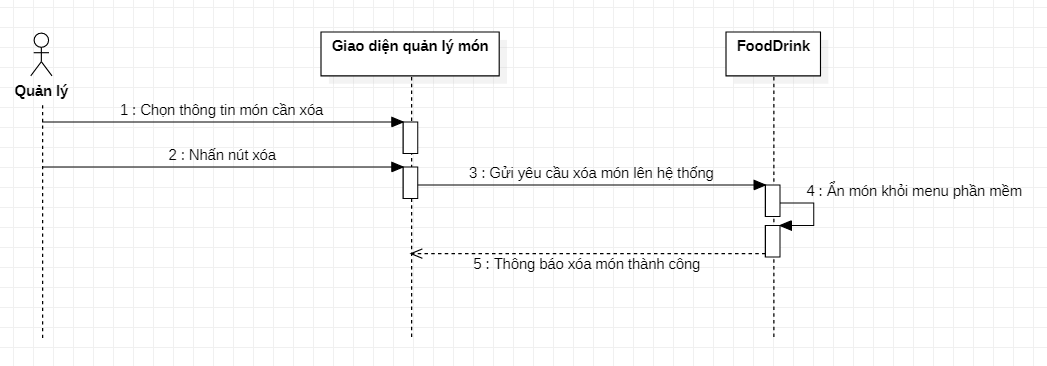 Giao diện quản lý món
FoodDrink
Quản lý
1 : Chọn thông tin món cần xóa
2 : Nhấn nút xóa
3 : Gửi yêu cầu xóa món lên hệ thống
4 : Ẩn món khỏi menu phần mềm
5 : Thông báo xóa món thành công